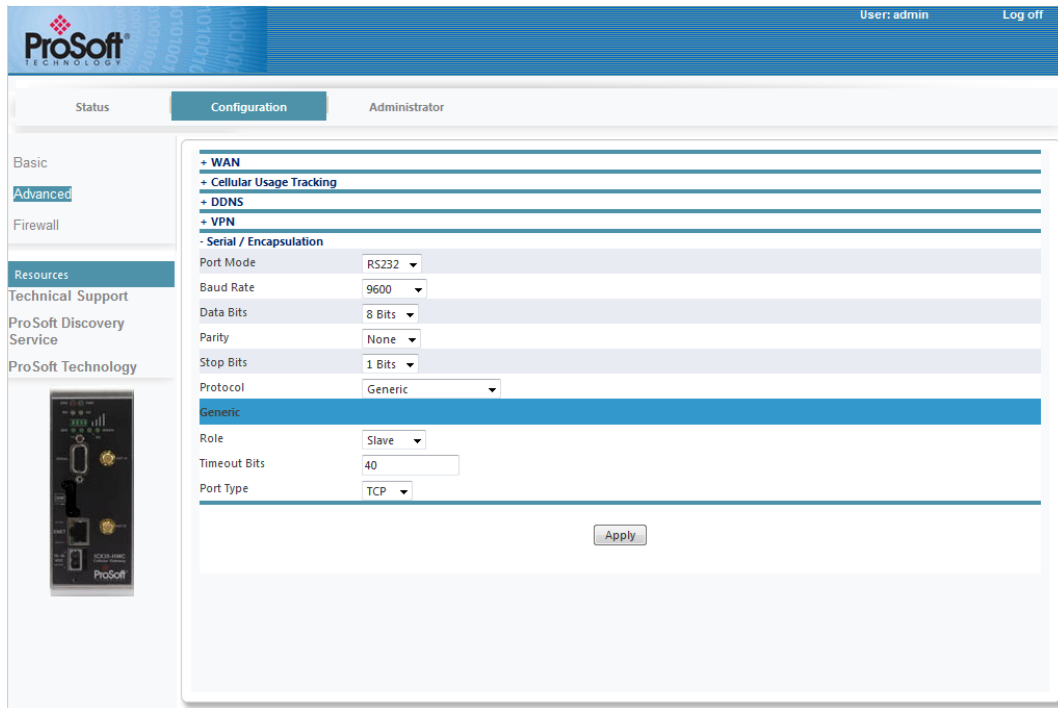 User: admin
Log off
ProSoft®
TECHNOLOGY
Status
Configuration
Administrator
Basic
Advanced
Firewall
Resources
Technical Support
ProSoft Discovery
Service
ProSoft Technology
+ WAN
+ Cellular Usage Tracking
+ DDNS
+ VPN
- Serial / Encapsulation
Port Mode RS232
Baud Rate 9600
Data Bits 8 Bits
Parity None
Stop Bits 1 Bits
Protocol Generic
Generic
Role Slave
Timeout Bits 40
Port Type TCP
Apply
ProSoft